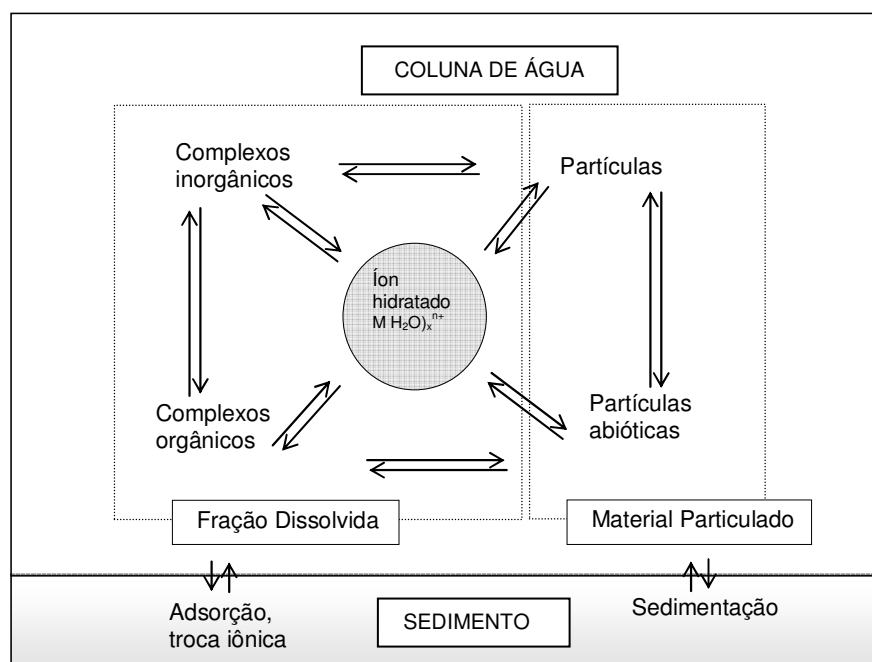 COLUNA DE ÁGUA
Complexos
inorgânicos
Partículas
Íon
hidratado
M H₂O)ₓⁿ⁺
Complexos
orgânicos
Partículas
abióticas
Fração Dissolvida
Material Particulado
Adsorção,
troca iônica
SEDIMENTO
Sedimentação